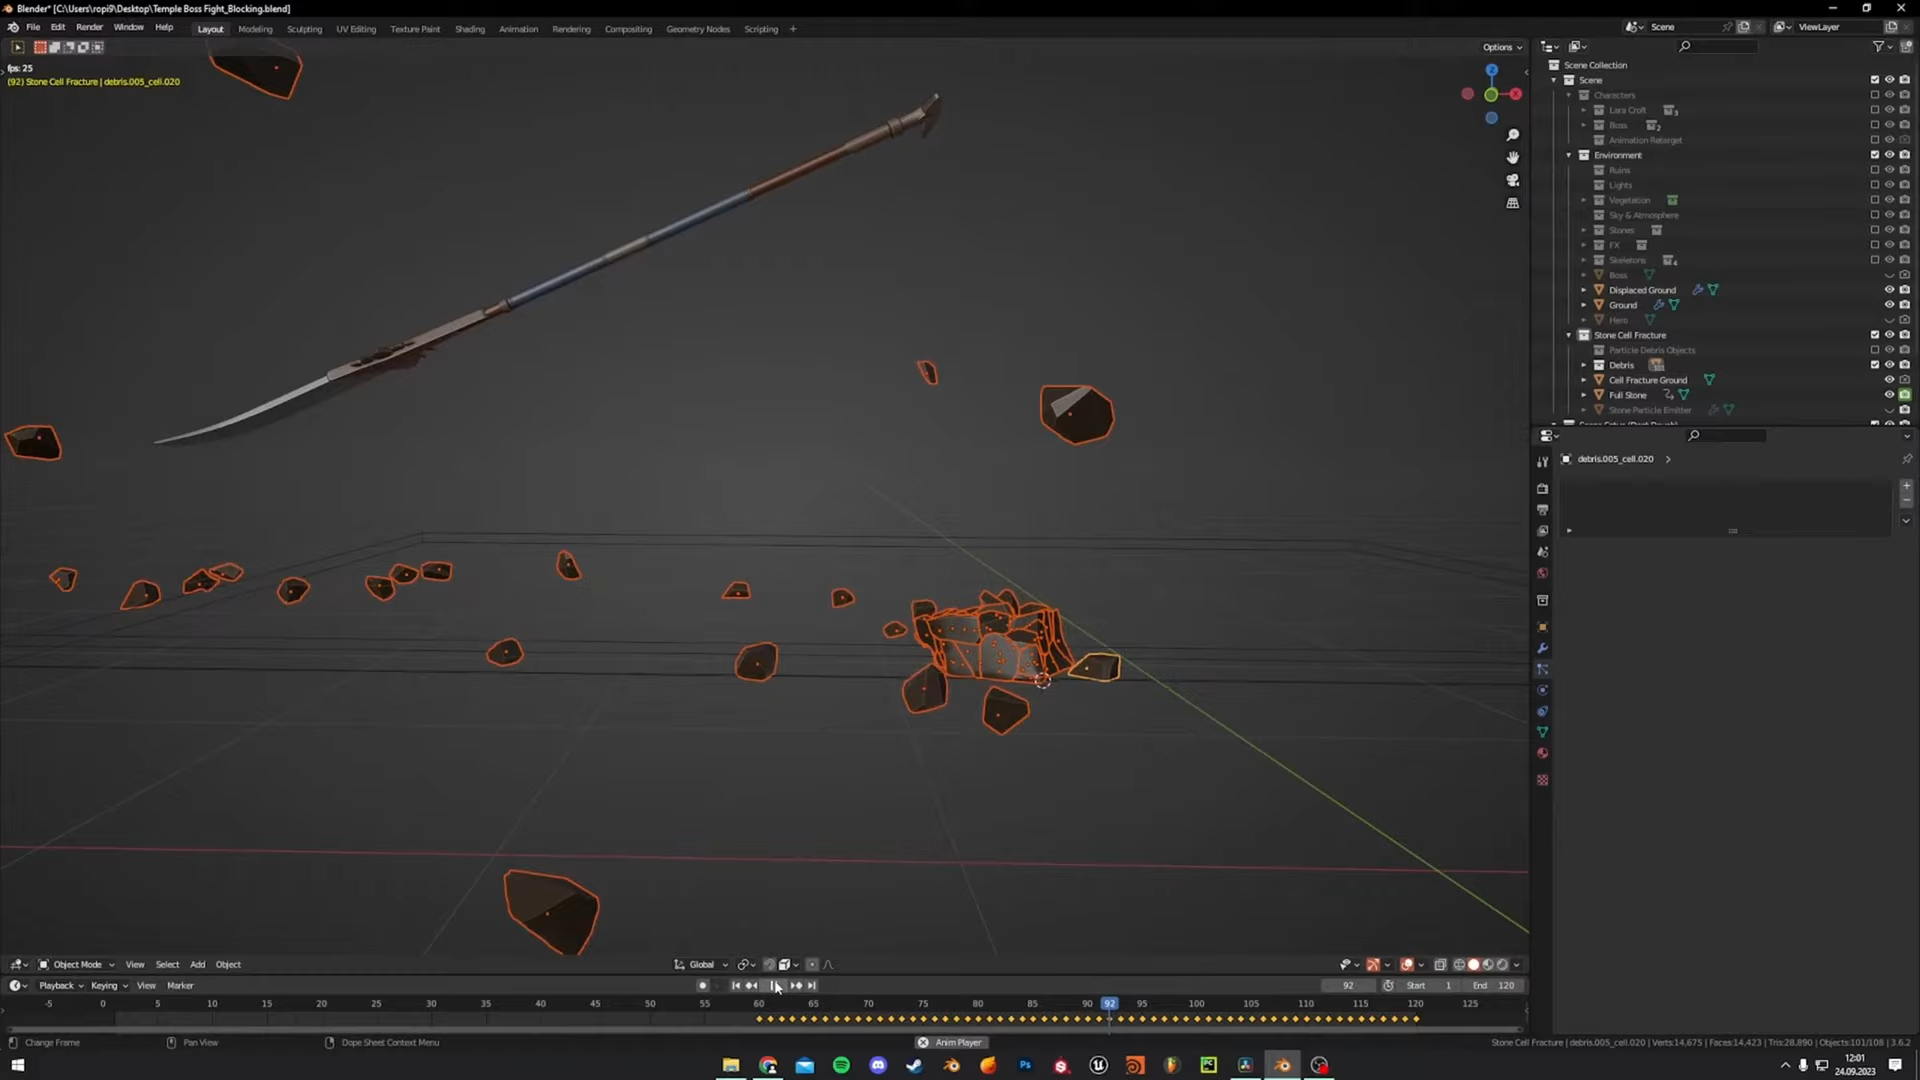 Blender* [C:\Users\ropi9\Desktop\Temple Boss Fight_Blocking.blend]
File Edit Render Window Help Layout Modeling Sculpting UV Editing Texture Paint Shading Animation Rendering Compositing Geometry Nodes Scripting + Scene ViewLayer
Options
fps: 25
(92) Stone Cell Fracture | debris.005_cell.020
Z
X
Scene Collection
Scene
Characters
Lara Croft 3
Boss 2
Animation Retarget
Environment
Ruins
Lights
Vegetation
Sky & Atmosphere
Stones
FX
Skeletons 4
Boss
Displaced Ground
Ground
Hero
Stone Cell Fracture
Particle Debris Objects
Debris
Cell Fracture Ground
Full Stone
Stone Particle Emitter
debris.005_cell.020
Object Mode View Select Add Object Global
Playback Keying View Marker 92 Start 1 End 120
-5 0 5 10 15 20 25 30 35 40 45 50 55 60 65 70 75 80 85 90 92 95 100 105 110 115 120 125
Change Frame Pan View Dope Sheet Context Menu Anim Player Stone Cell Fracture | debris.005_cell.020 | Verts:14,675 | Faces:14,423 | Tris:28,890 | Objects:101/108 | 3.6.2
Ps
U
PC
12:01
24.09.2023